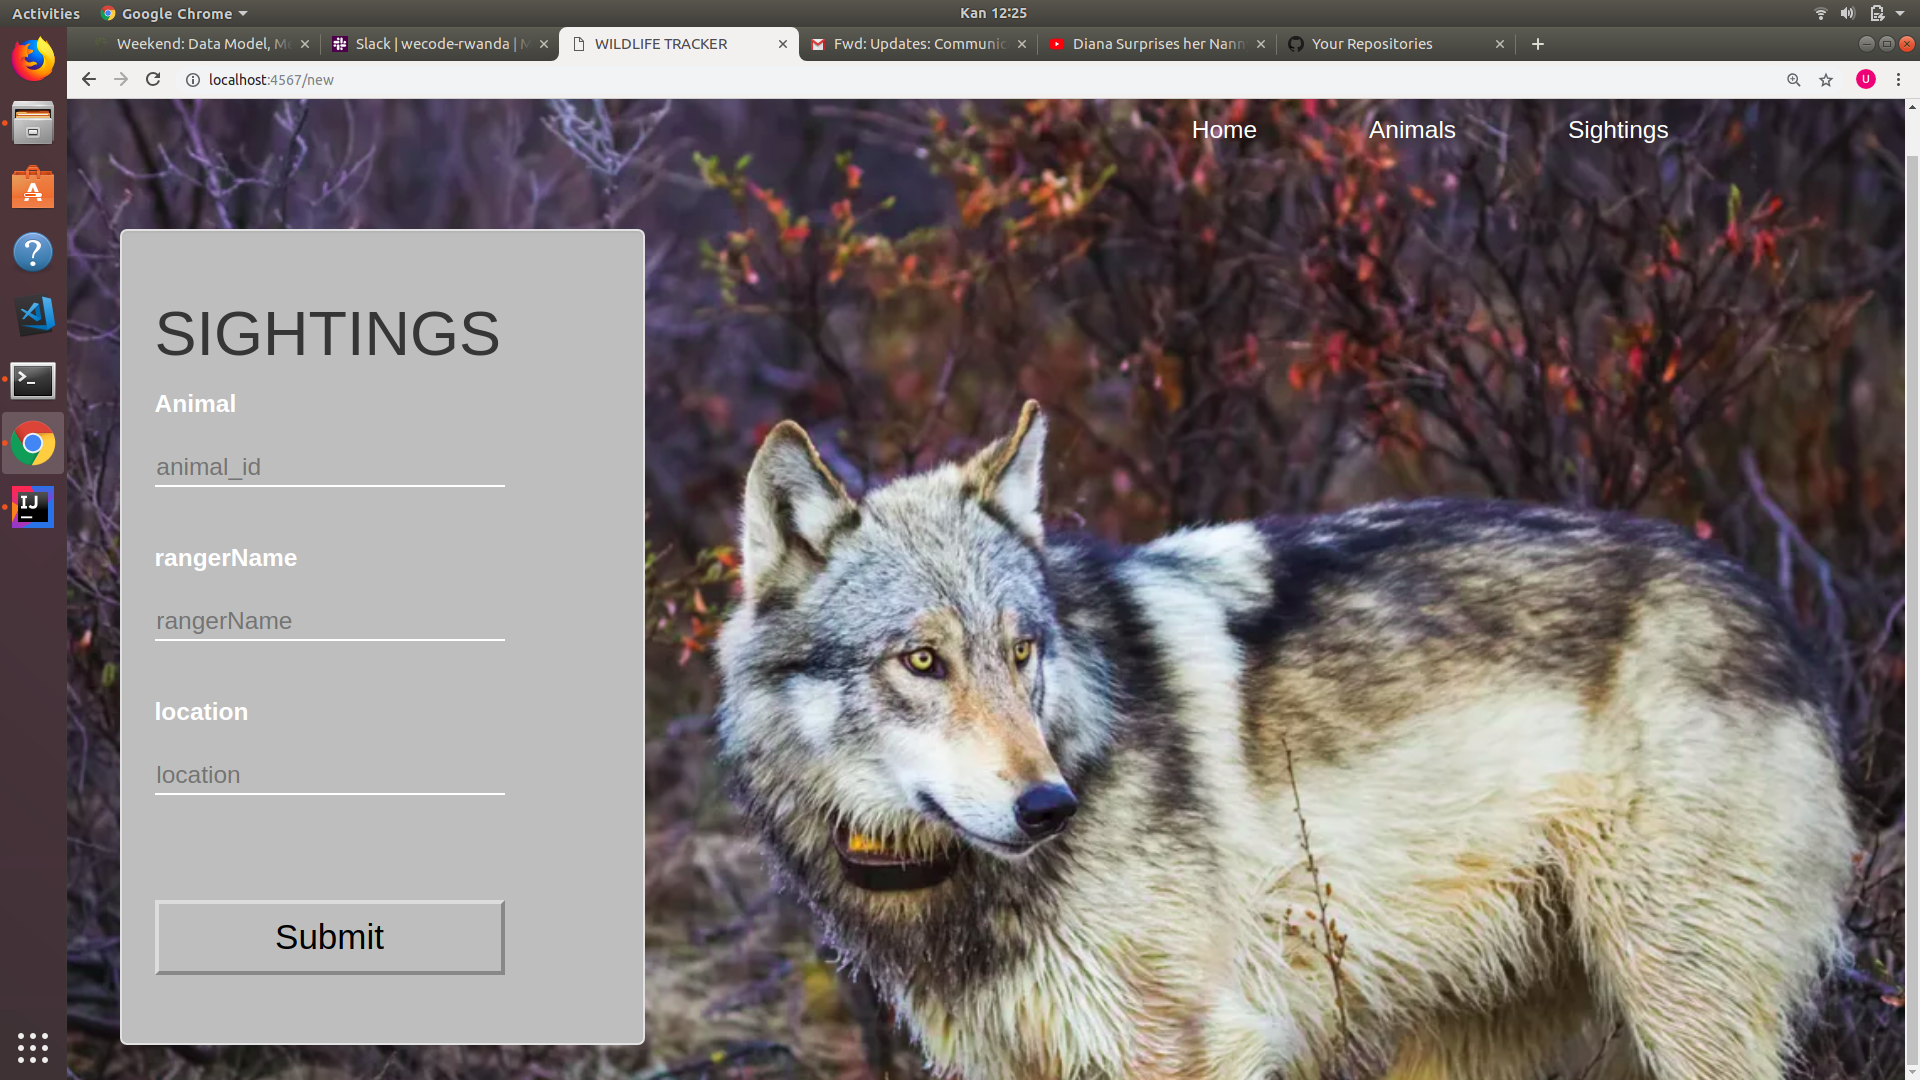 Activities
Google Chrome
Kan 12:25
Weekend: Data Model, M
Slack | wecode-rwanda |
WILDLIFE TRACKER
Fwd: Updates: Communic
Diana Surprises her Nann
Your Repositories
localhost:4567/new
U
Home
Animals
Sightings
SIGHTINGS
Animal
animal_id
rangerName
rangerName
location
location
Submit
IJ